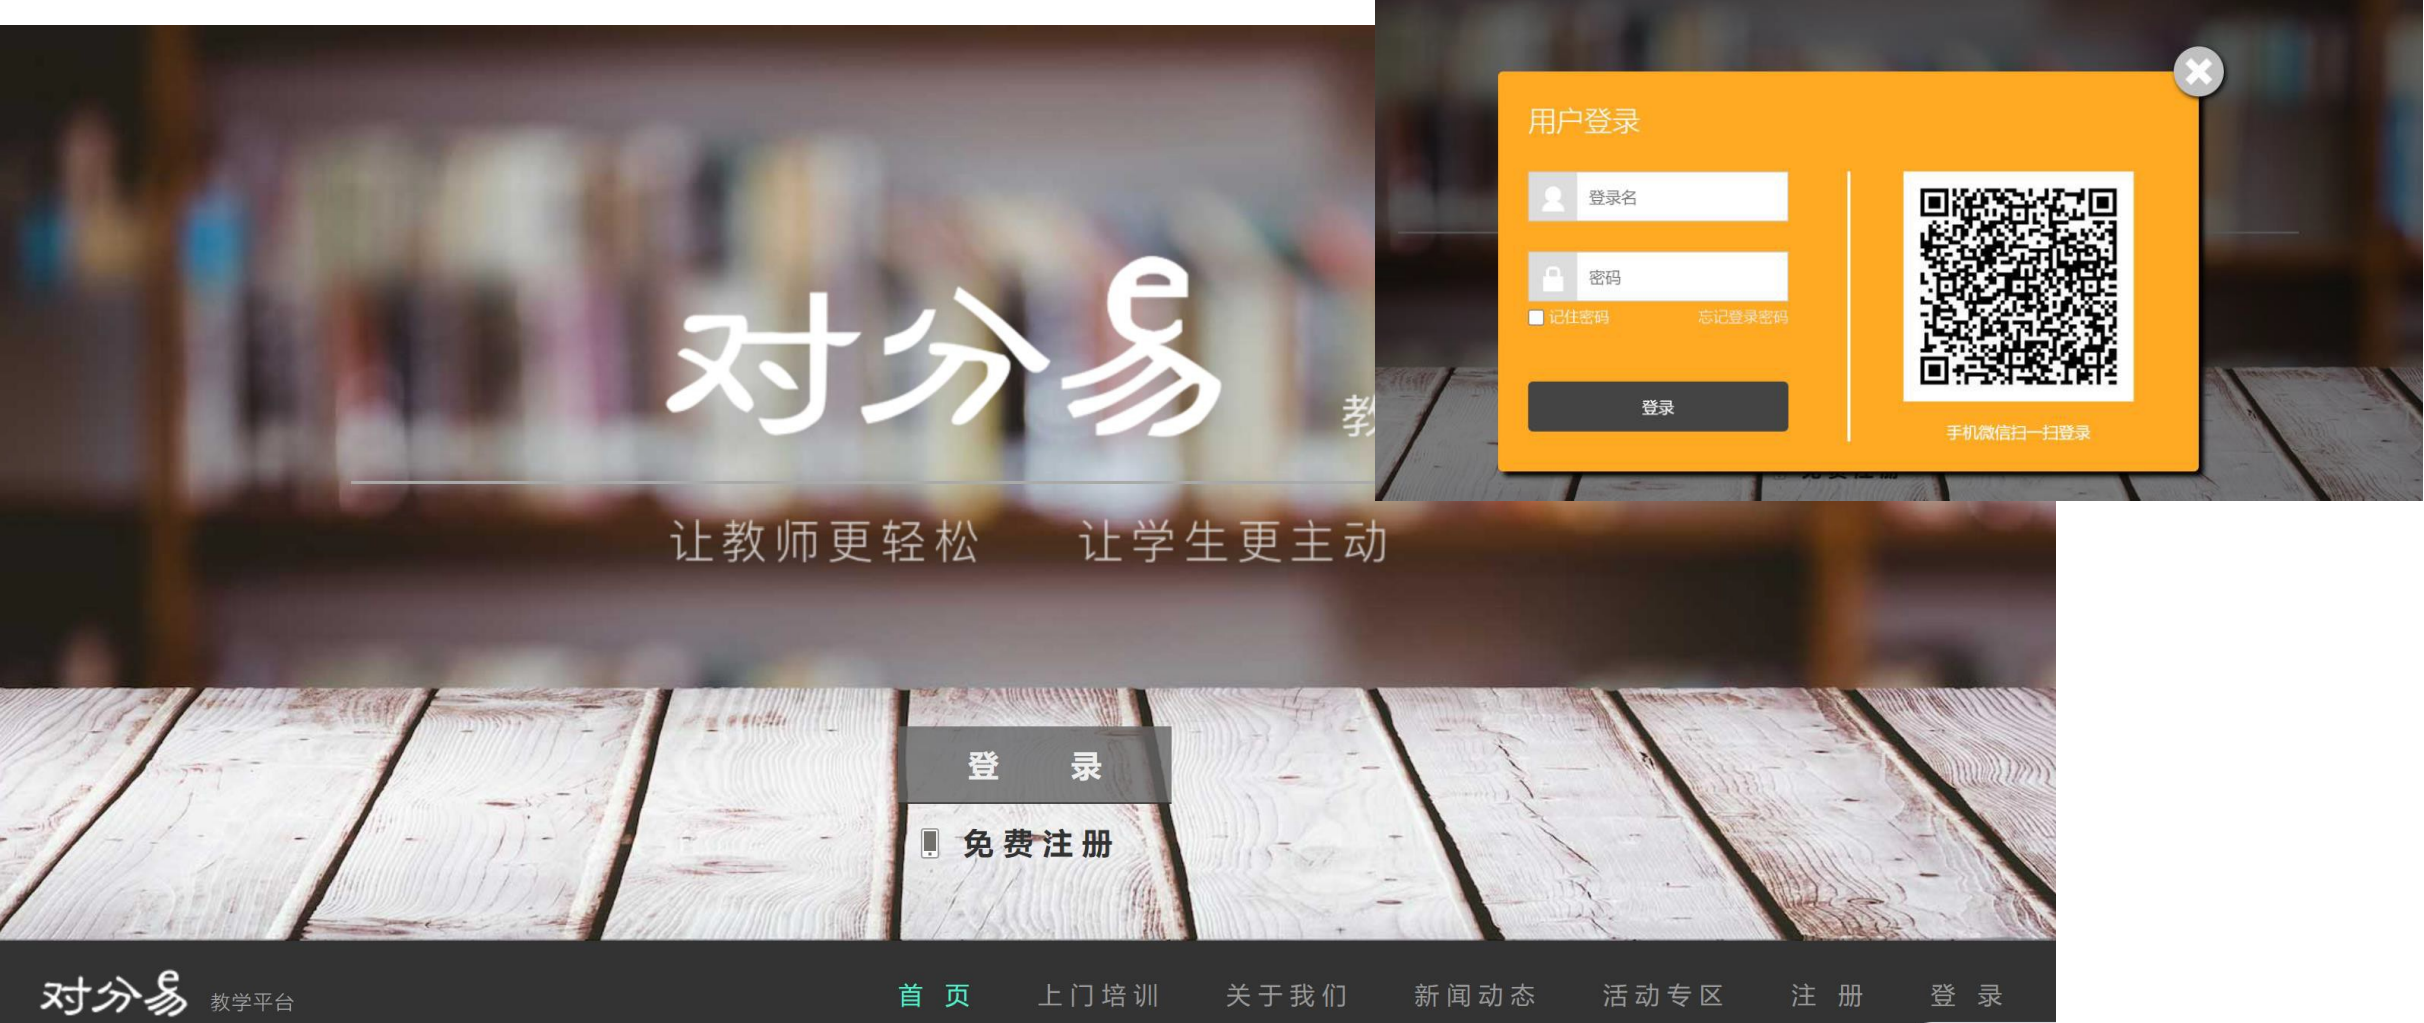 对分易
教
让教师更轻松 让学生更主动
登 录
免费注册
对分易 教学平台
首 页 上门培训 关于我们 新闻动态 活动专区 注 册 登 录
用户登录
登录名
密码
记住密码 忘记登录密码
登录
手机微信扫一扫登录